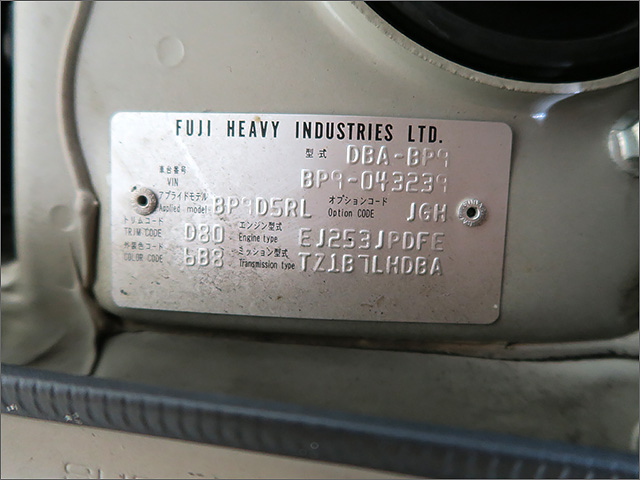 FUJI HEAVY INDUSTRIES LTD.
型式 DBA-BP9
車台番号 VIN BP9-043239
アプライドモデル Applied model BP9D5RL オプションコード Option CODE JGH
トリムコード TRIM CODE D80 エンジン型式 Engine type EJ253JPDFE
外装色コード COLOR CODE 6B8 ミッション型式 Transmission type TZ1B7LHDBA